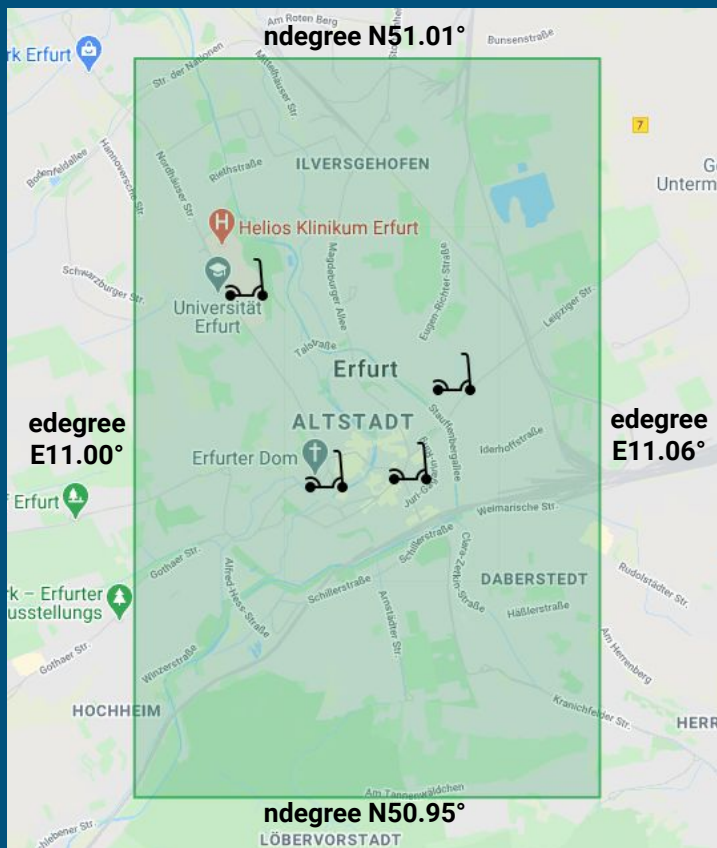 Am Roten Berg
ndegree N51.01°
Bunsenstraße
rk Erfurt
Str. der Nationen
Mittelhäuser Str.
7
Bodenfeldallee
Hannoversche Str.
Nordhäuser Str.
Riethstraße
ILVERSGEHOFEN
Unterm
H
Helios Klinikum Erfurt
Magdeburger Allee
Eugen-Richter-Straße
Schwarzburger Str.
Universität
Erfurt
Leipziger Str.
Talstraße
Erfurt
edegree
E11.00°
ALTSTADT
Stauffenbergallee
edegree
E11.06°
Iderhoffstraße
Erfurter Dom
f Erfurt
Weimarische Str.
Schillerstraße
Gothaer Str.
Clara-Zetkin-Straße
Alfred-Hess-Straße
Schillerstraße
DABERSTEDT
Rudolstädter Str.
rk – Erfurter
usstellungs
Arnstädter Str.
Häßlerstraße
Am Herrenberg
Gothaer Str.
Winzerstraße
Kranichfelder Str.
HOCHHEIM
HERR
Am Tannenwäldchen
ndegree N50.95°
LÖBERVORSTADT